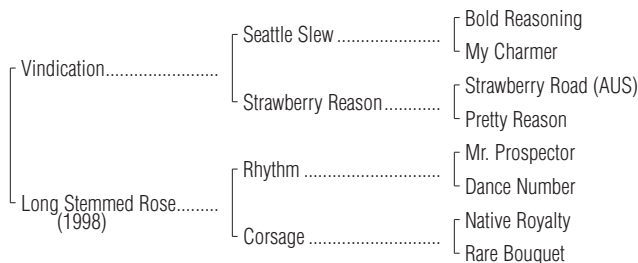 Bold Reasoning
Seattle Slew ........................
My Charmer
Vindication..........................
Strawberry Road (AUS)
Strawberry Reason ............
Pretty Reason
Mr. Prospector
Rhythm ................................
Dance Number
Long Stemmed Rose.........
(1998)
Native Royalty
Corsage ...............................
Rare Bouquet